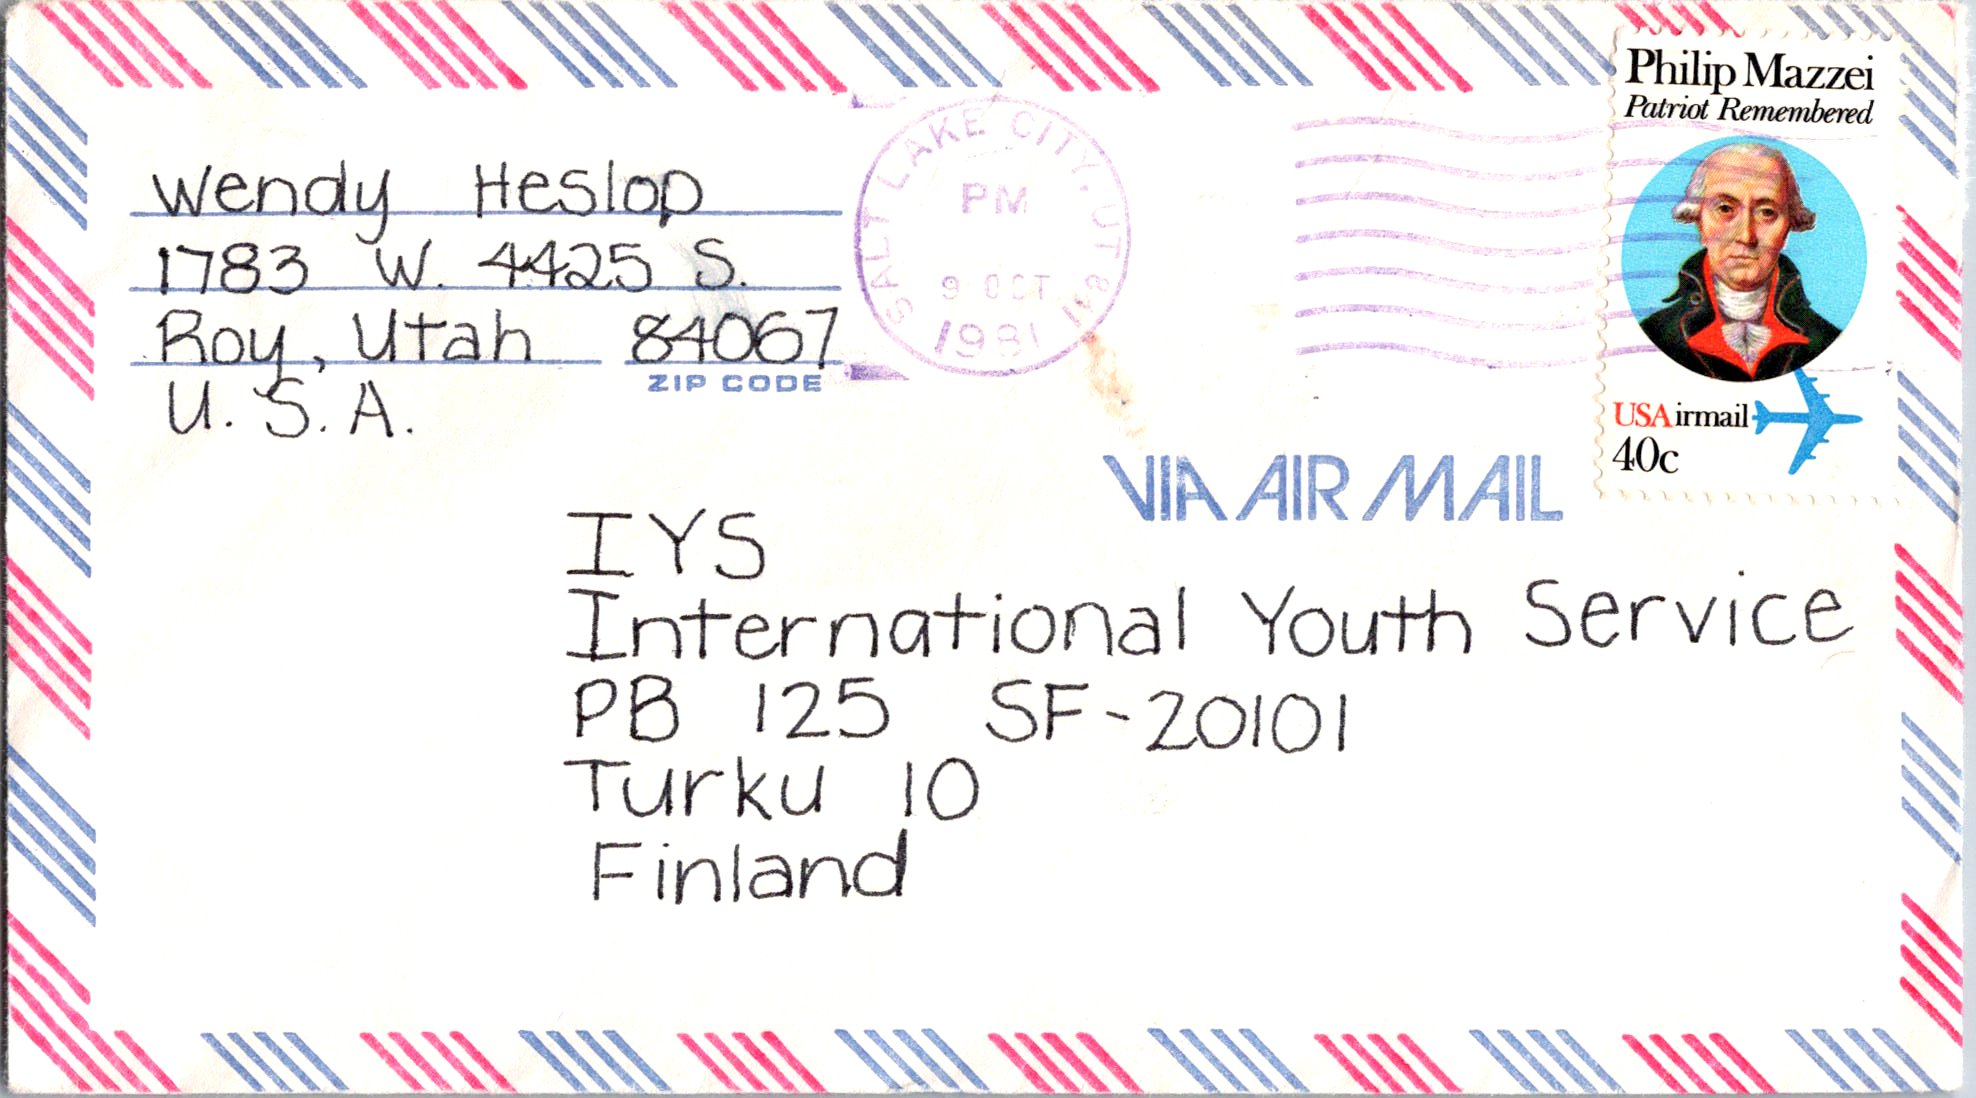 Wendy Heslop
1783 W. 4425 S.
Roy, Utah 84067
ZIP CODE
U.S.A.
SALT LAKE CITY, UT 841
PM
9 OCT
1981
Philip Mazzei
Patriot Remembered
USAirmail
40c
VIA AIR MAIL
IYS
International Youth Service
PB 125 SF-20101
Turku 10
Finland